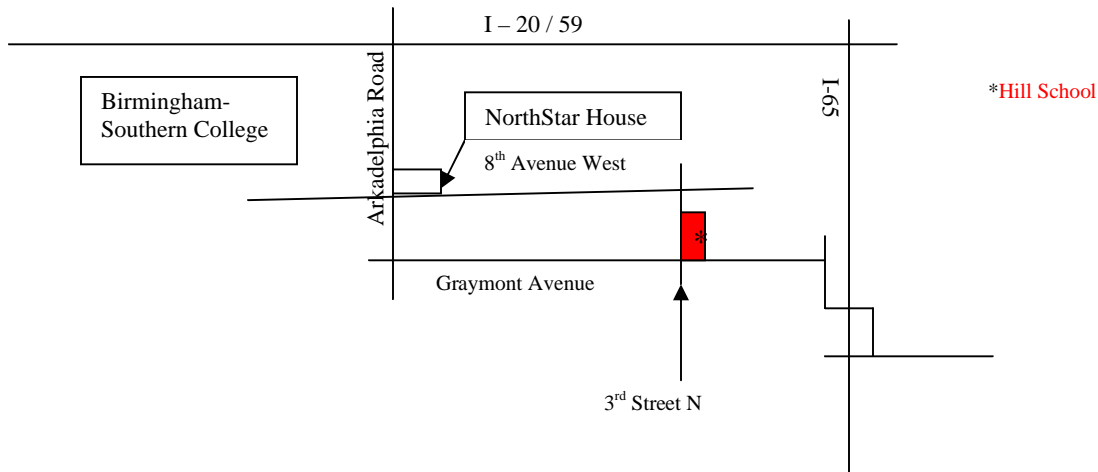 I – 20 / 59
Birmingham-
Southern College
Arkadelphia Road
NorthStar House
8th Avenue West
I-65
*Hill School
*
Graymont Avenue
3rd Street N